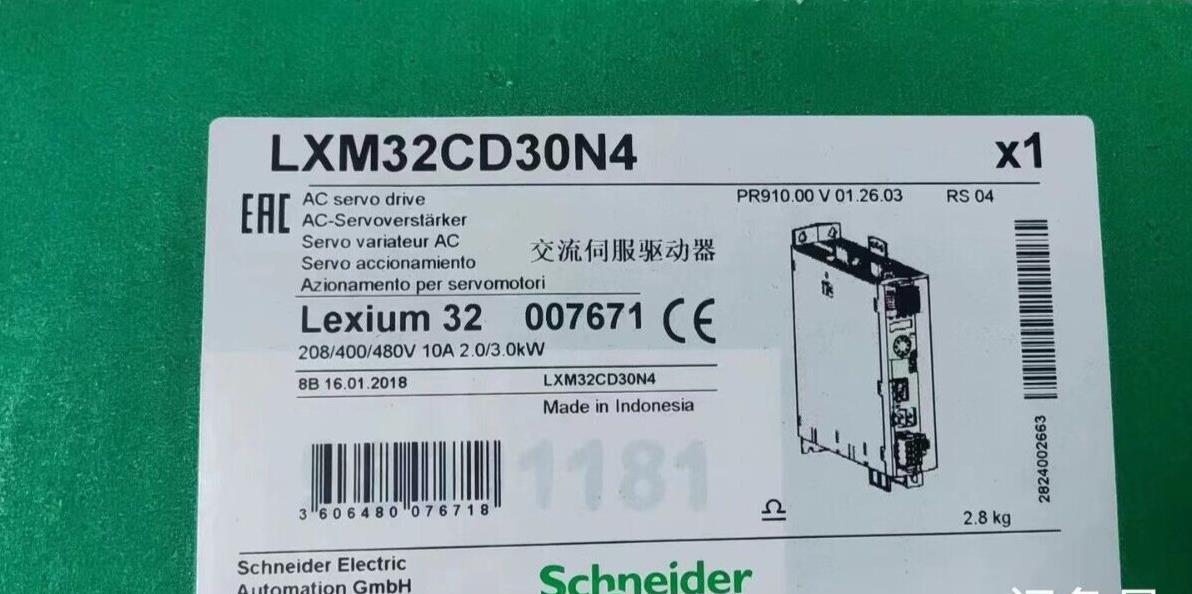 LXM32CD30N4 x1
EAC
AC servo drive
AC-Servoverstärker
Servo variateur AC
Servo accionamiento
Azionamento per servomotori
交流伺服驱动器
PR910.00 V 01.26.03 RS 04
Lexium 32 007671 CE
208/400/480V 10A 2.0/3.0kW
8B 16.01.2018 LXM32CD30N4
Made in Indonesia
1181
3 606480 076718
2824002663
2.8 kg
Schneider Electric
Automation GmbH
Schneider